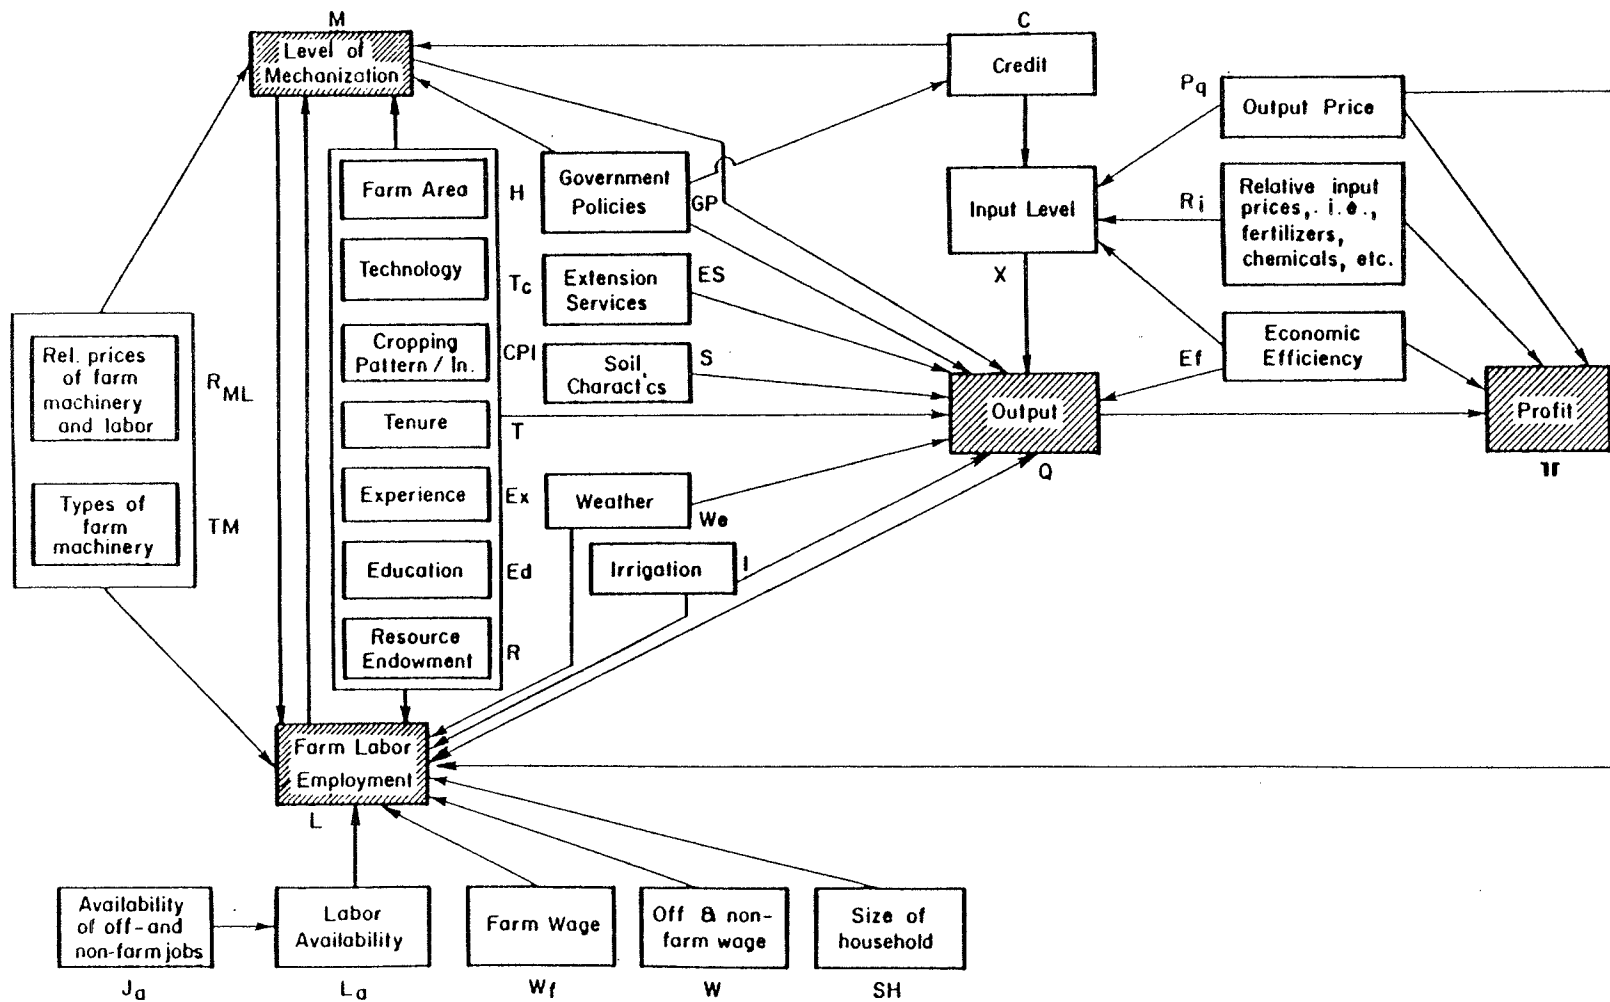 M
Level of
Mechanization
C
Credit
Pq
Output Price
Farm Area
H
Government
Policies
GP
Input Level
X
Ri
Relative input
prices, i.e.,
fertilizers,
chemicals, etc.
Technology
Tc
Extension
Services
ES
Rel. prices
of farm
machinery
and labor
RML
Cropping
Pattern / In.
CPI
Soil
Charact'cs
S
Ef
Economic
Efficiency
Tenure
T
Output
Q
Profit
π
Types of
farm
machinery
TM
Experience
Ex
Weather
We
Education
Ed
Irrigation
I
Resource
Endowment
R
Farm Labor
Employment
L
Availability
of off-and
non-farm jobs
Ja
Labor
Availability
La
Farm Wage
Wf
Off & non-
farm wage
W
Size of
household
SH